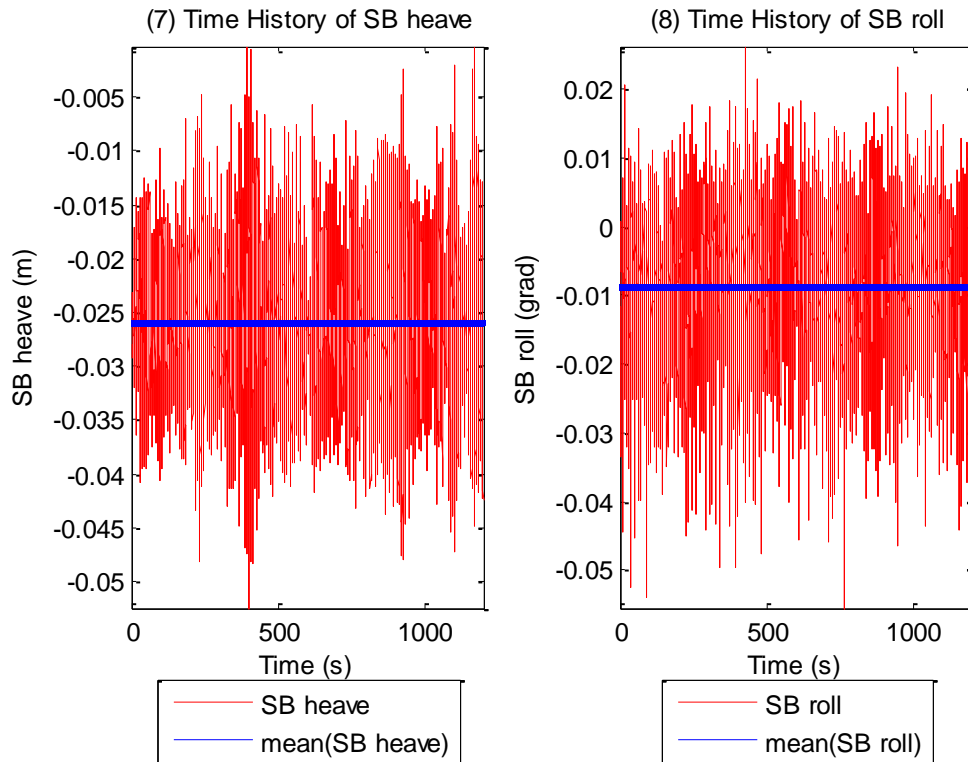 (7) Time History of SB heave
-0.005
-0.01
-0.015
-0.02
-0.025
-0.03
-0.035
-0.04
-0.045
-0.05
SB heave (m)
0 500 1000
Time (s)
SB heave
mean(SB heave)
(8) Time History of SB roll
0.02
0.01
0
-0.01
-0.02
-0.03
-0.04
-0.05
SB roll (grad)
0 500 1000
Time (s)
SB roll
mean(SB roll)